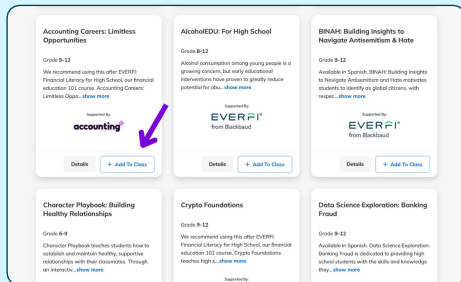 Accounting Careers: Limitless
Opportunities
Grade 9-12
We recommend using this after EVERFI:
Financial Literacy for High School, our financial
education 101 course. Accounting Careers:
Limitless Oppo...show more
Supported By:
accounting+
Details
+ Add To Class
AlcoholEDU: For High School
Grade 8-12
Alcohol consumption among young people is a
growing concern, but early educational
interventions have proven to greatly reduce
potential for abu...show more
Supported By:
EVERFI®
from Blackbaud
Details
+ Add To Class
BINAH: Building Insights to
Navigate Antisemitism & Hate
Grade 9-12
Available in Spanish. BINAH: Building Insights
to Navigate Antisemitism and Hate motivates
students to identify as global citizens, with
respec...show more
Supported By:
EVERFI®
from Blackbaud
Details
+ Add To Class
Character Playbook: Building
Healthy Relationships
Grade 6-9
Character Playbook teaches students how to
establish and maintain healthy, supportive
relationships with their classmates. Through
an interactiv...show more
Crypto Foundations
Grade 9-12
We recommend using this after EVERFI:
Financial Literacy for High School, our financial
education 101 course. Crypto Foundations
teaches high s...show more
Supported By:
Data Science Exploration: Banking
Fraud
Grade 9-12
Available in Spanish. Data Science Exploration:
Banking Fraud is dedicated to providing high
school students with the skills and knowledge
they...show more